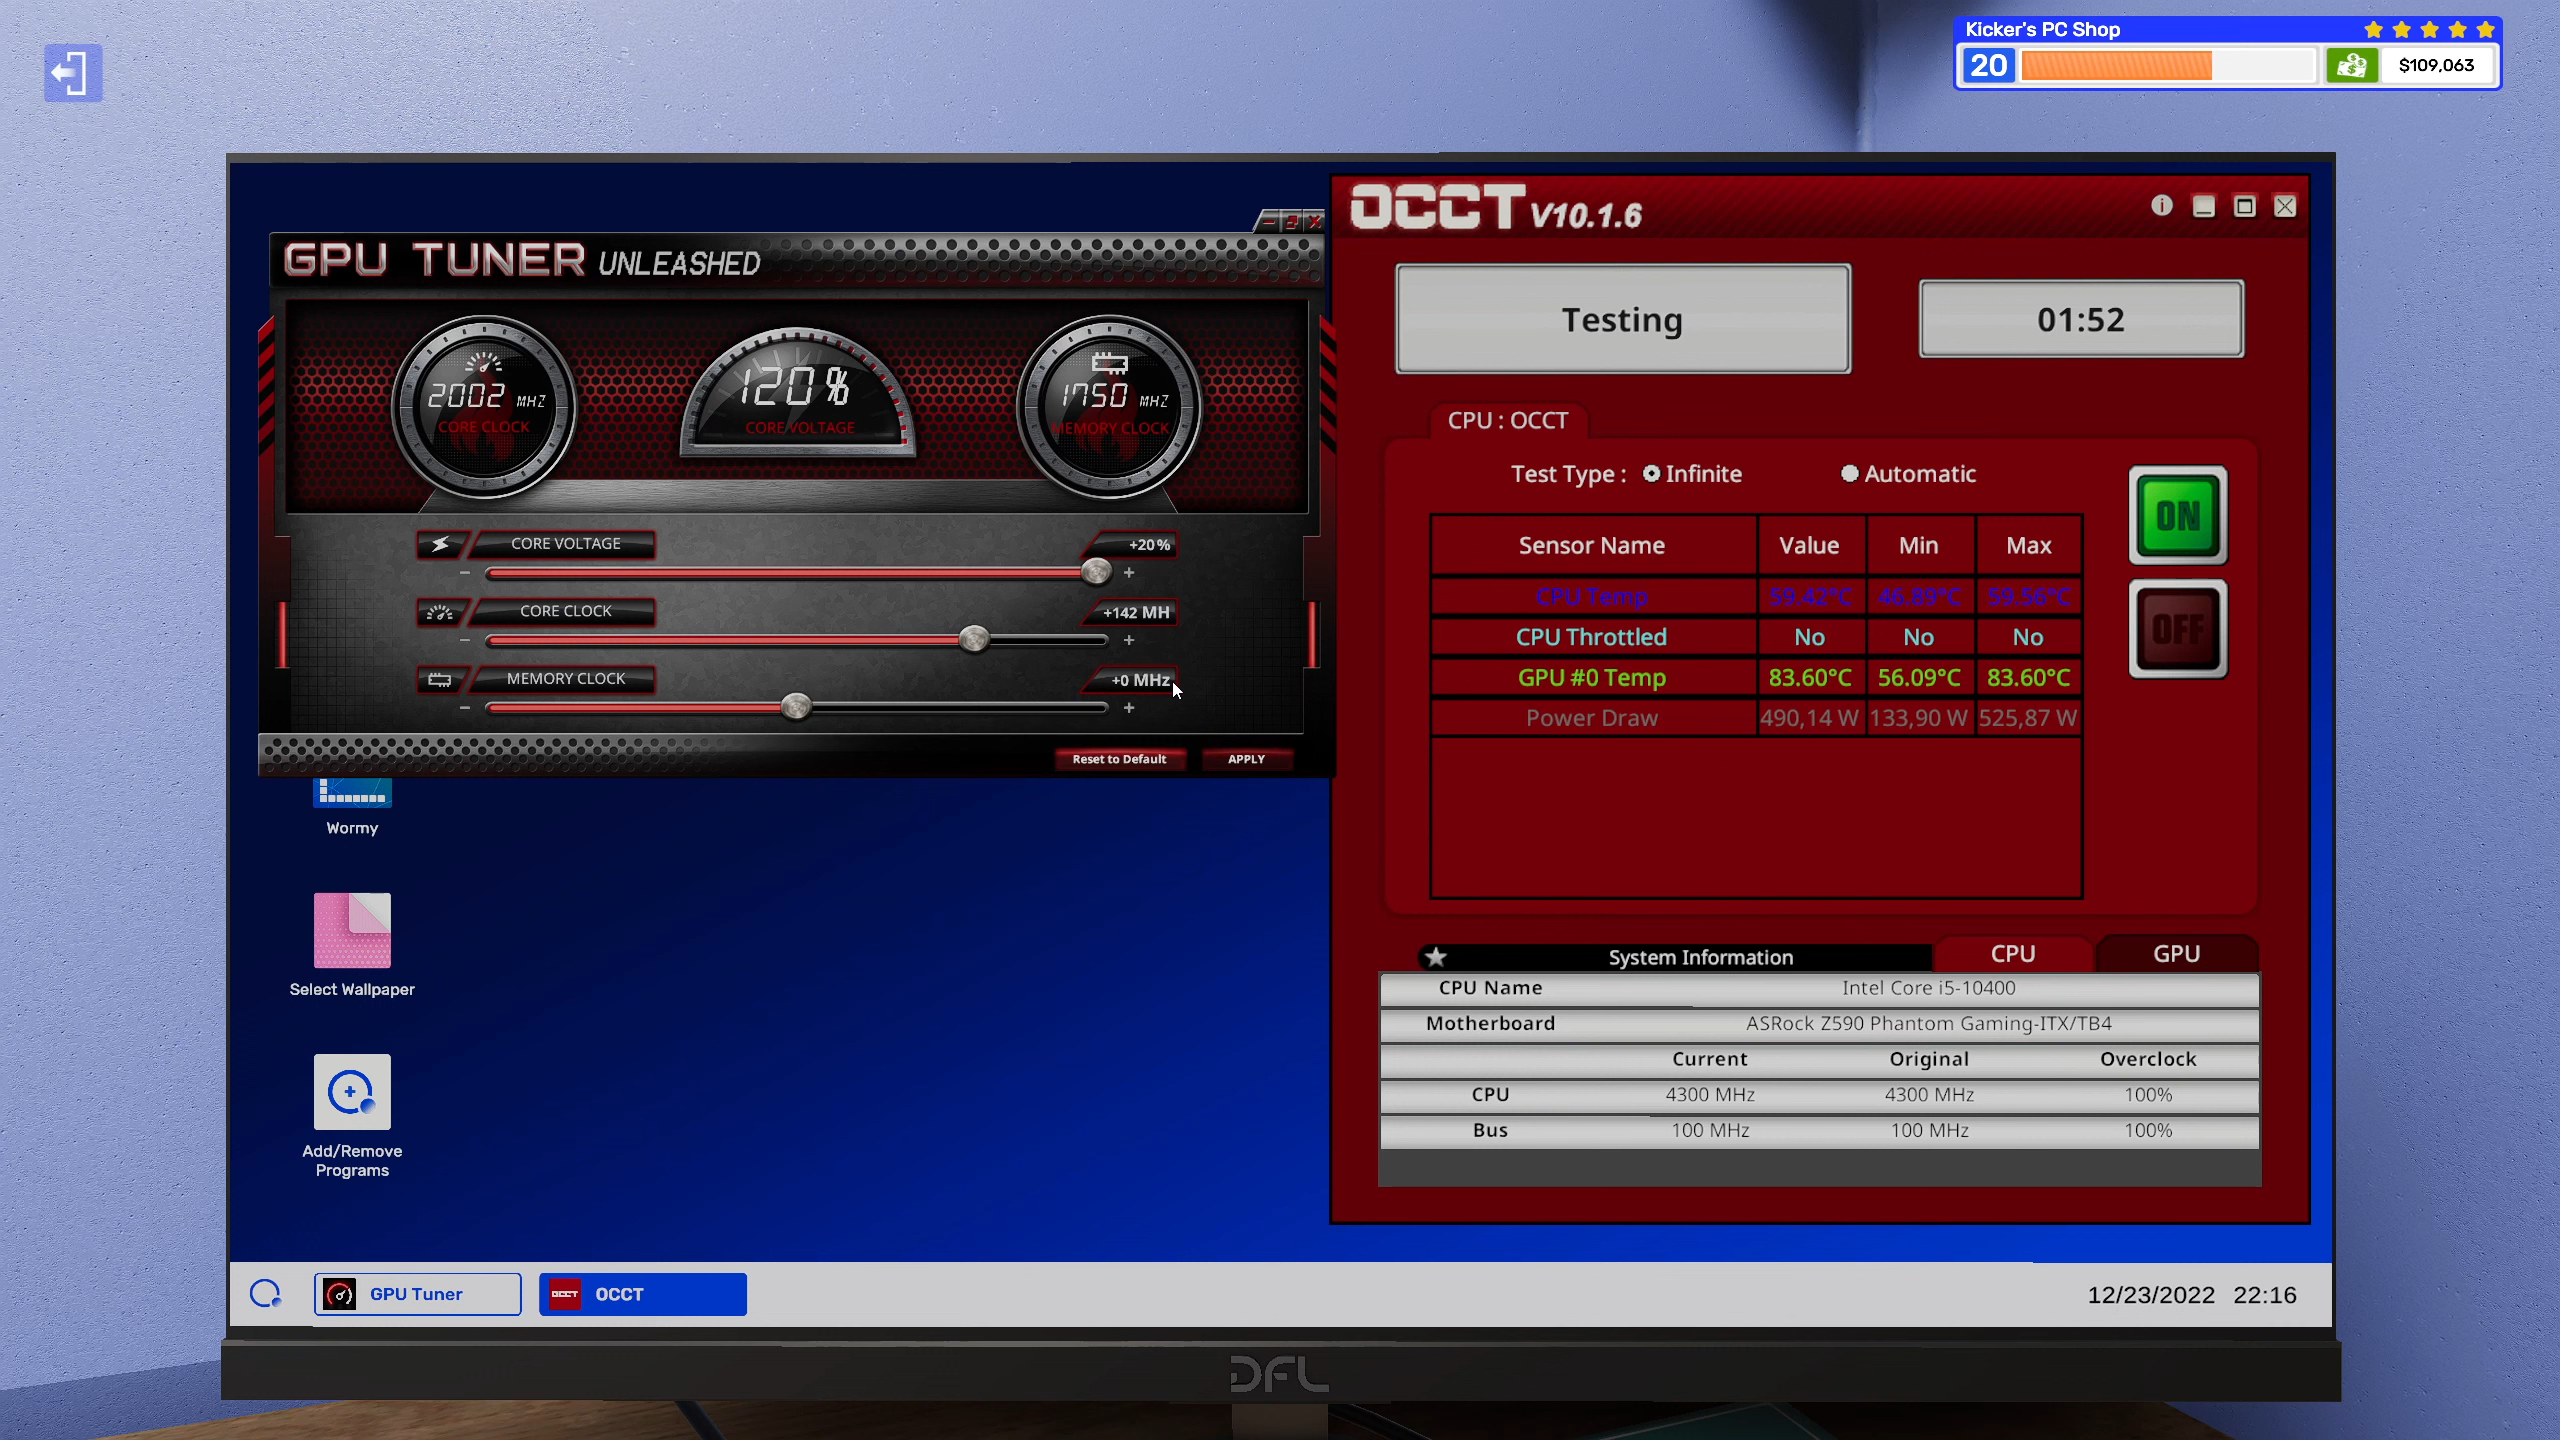 Kicker's PC Shop
20
$109,063
GPU TUNER UNLEASHED
2002 MHZ
CORE CLOCK
120%
CORE VOLTAGE
1750 MHZ
MEMORY CLOCK
CORE VOLTAGE
+20%
CORE CLOCK
+142 MH
MEMORY CLOCK
+0 MHz
Reset to Default
APPLY
OCCT V10.1.6
Testing
01:52
CPU : OCCT
Test Type : Infinite Automatic
Sensor Name Value Min Max
CPU Temp 59.42°C 46.89°C 59.56°C
CPU Throttled No No No
GPU #0 Temp 83.60°C 56.09°C 83.60°C
Power Draw 490,14 W 133,90 W 525,87 W
ON
OFF
System Information
CPU
GPU
CPU Name Intel Core i5-10400
Motherboard ASRock Z590 Phantom Gaming-ITX/TB4
Current Original Overclock
CPU 4300 MHz 4300 MHz 100%
Bus 100 MHz 100 MHz 100%
Wormy
Select Wallpaper
Add/Remove
Programs
GPU Tuner
OCCT
OCCT
12/23/2022 22:16
DFL